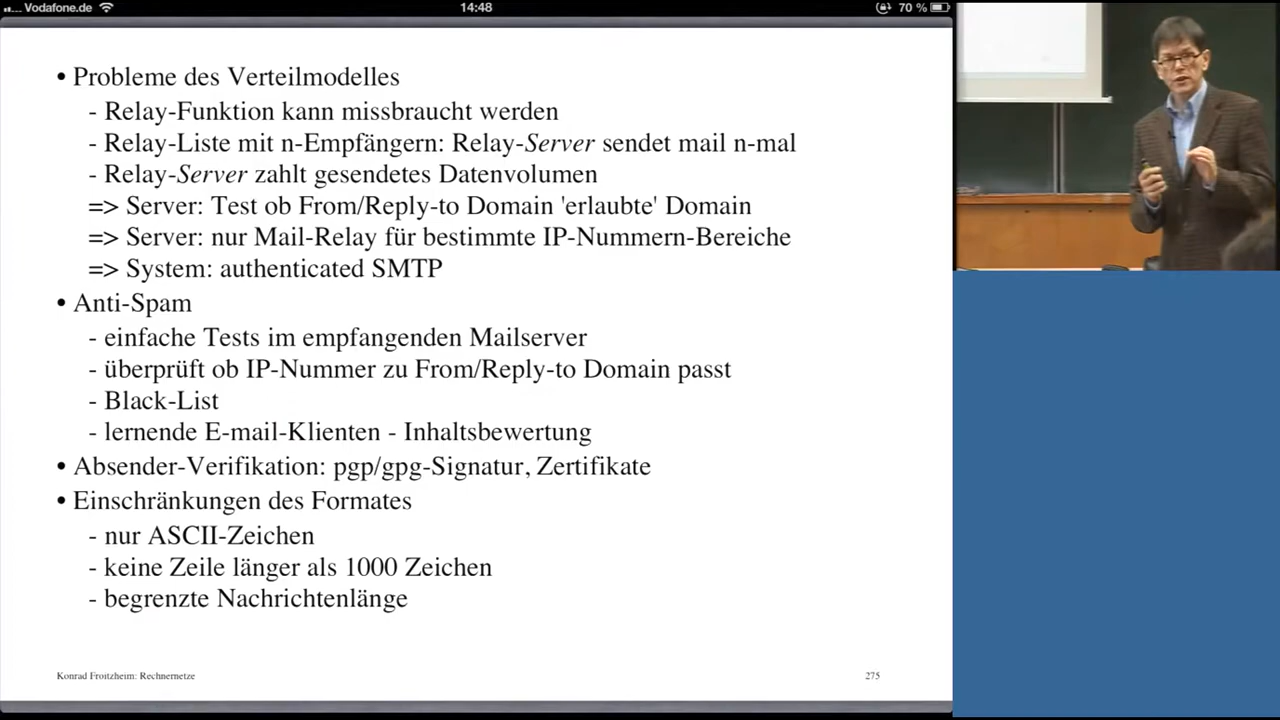 Vodafone.de
14:48
70 %
• Probleme des Verteilmodelles
- Relay-Funktion kann missbraucht werden
- Relay-Liste mit n-Empfängern: Relay-Server sendet mail n-mal
- Relay-Server zahlt gesendetes Datenvolumen
=> Server: Test ob From/Reply-to Domain 'erlaubte' Domain
=> Server: nur Mail-Relay für bestimmte IP-Nummern-Bereiche
=> System: authenticated SMTP
• Anti-Spam
- einfache Tests im empfangenden Mailserver
- überprüft ob IP-Nummer zu From/Reply-to Domain passt
- Black-List
- lernende E-mail-Klienten - Inhaltsbewertung
• Absender-Verifikation: pgp/gpg-Signatur, Zertifikate
• Einschränkungen des Formates
- nur ASCII-Zeichen
- keine Zeile länger als 1000 Zeichen
- begrenzte Nachrichtenlänge
Konrad Froitzheim: Rechnernetze
275